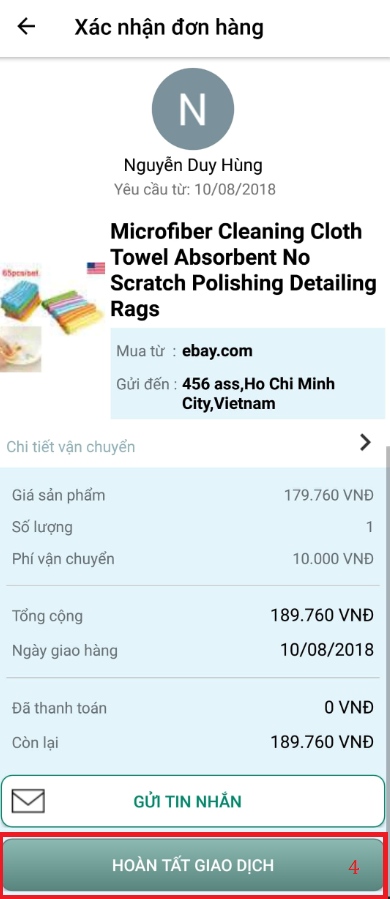 Xác nhận đơn hàng
N
Nguyễn Duy Hùng
Yêu cầu từ: 10/08/2018
Microfiber Cleaning Cloth
Towel Absorbent No
Scratch Polishing Detailing
Rags
65pcs/set
Mua từ : ebay.com
Gửi đến : 456 ass,Ho Chi Minh
City,Vietnam
Chi tiết vận chuyển
Giá sản phẩm 179.760 VNĐ
Số lượng 1
Phí vận chuyển 10.000 VNĐ
Tổng cộng 189.760 VNĐ
Ngày giao hàng 10/08/2018
Đã thanh toán 0 VNĐ
Còn lại 189.760 VNĐ
GỬI TIN NHẮN
HOÀN TẤT GIAO DỊCH 4